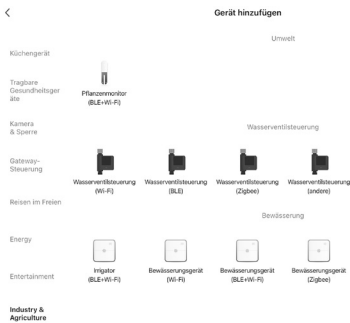 Gerät hinzufügen
Umwelt
Küchengerät
Tragbare
Gesundheitsger
äte
Pflanzenmonitor
(BLE+Wi-Fi)
Kamera
& Sperre
Wasserventilsteuerung
Gateway-
Steuerung
Wasserventilsteuerung
(Wi-Fi)
Wasserventilsteuerung
(BLE)
Wasserventilsteuerung
(Zigbee)
Wasserventilsteuerung
(andere)
Reisen im Freien
Bewässerung
Energy
Entertainment
Irrigator
(BLE+Wi-Fi)
Bewässerungsgerät
(Wi-Fi)
Bewässerungsgerät
(BLE+Wi-Fi)
Bewässerungsgerät
(Zigbee)
Industry &
Agriculture